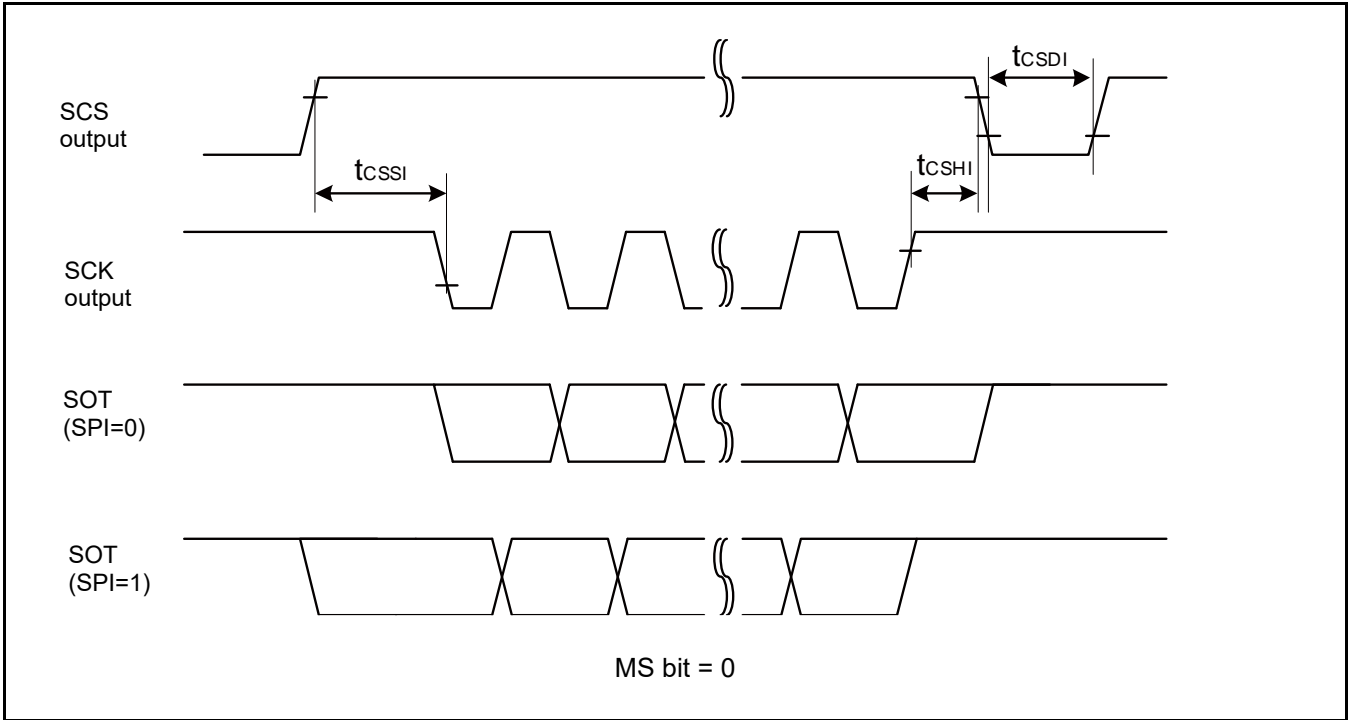 SCS
output
tCSDI
tCSSI
tCSHI
SCK
output
SOT
(SPI=0)
SOT
(SPI=1)
MS bit = 0